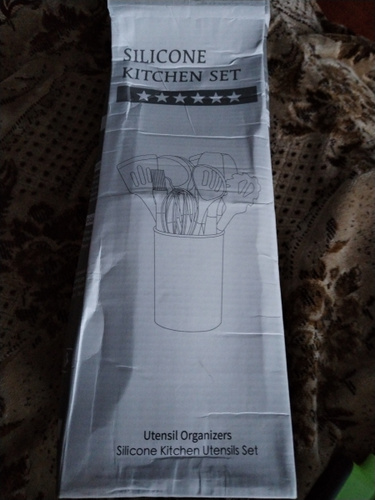 SILICONE
KITCHEN SET
Utensil Organizers
Silicone Kitchen Utensils Set